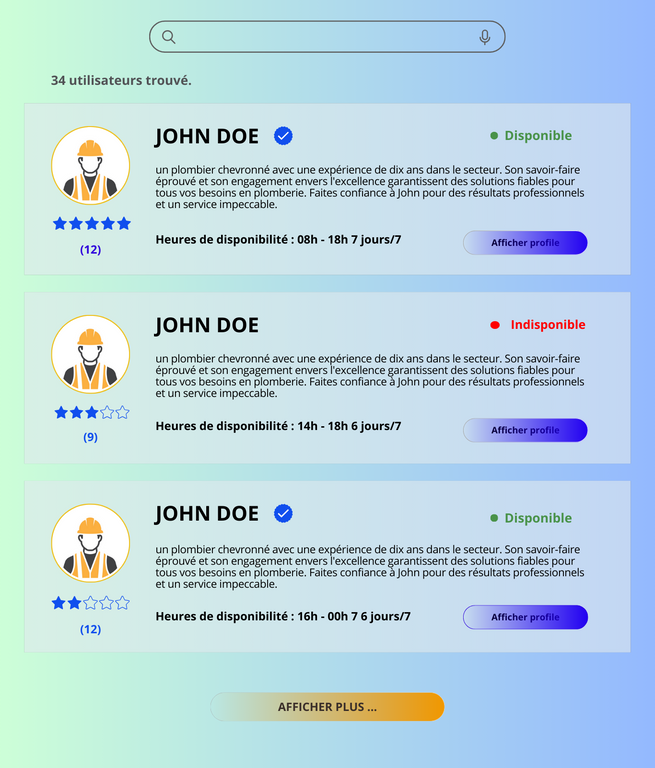 34 utilisateurs trouvé.
JOHN DOE
Disponible
un plombier chevronné avec une expérience de dix ans dans le secteur. Son savoir-faire
éprouvé et son engagement envers l'excellence garantissent des solutions fiables pour
tous vos besoins en plomberie. Faites confiance à John pour des résultats professionnels
et un service impeccable.
(12)
Heures de disponibilité : 08h - 18h 7 jours/7
Afficher profile
JOHN DOE
Indisponible
un plombier chevronné avec une expérience de dix ans dans le secteur. Son savoir-faire
éprouvé et son engagement envers l'excellence garantissent des solutions fiables pour
tous vos besoins en plomberie. Faites confiance à John pour des résultats professionnels
et un service impeccable.
(9)
Heures de disponibilité : 14h - 18h 6 jours/7
Afficher profile
JOHN DOE
Disponible
un plombier chevronné avec une expérience de dix ans dans le secteur. Son savoir-faire
éprouvé et son engagement envers l'excellence garantissent des solutions fiables pour
tous vos besoins en plomberie. Faites confiance à John pour des résultats professionnels
et un service impeccable.
(12)
Heures de disponibilité : 16h - 00h 7 6 jours/7
Afficher profile
AFFICHER PLUS ...